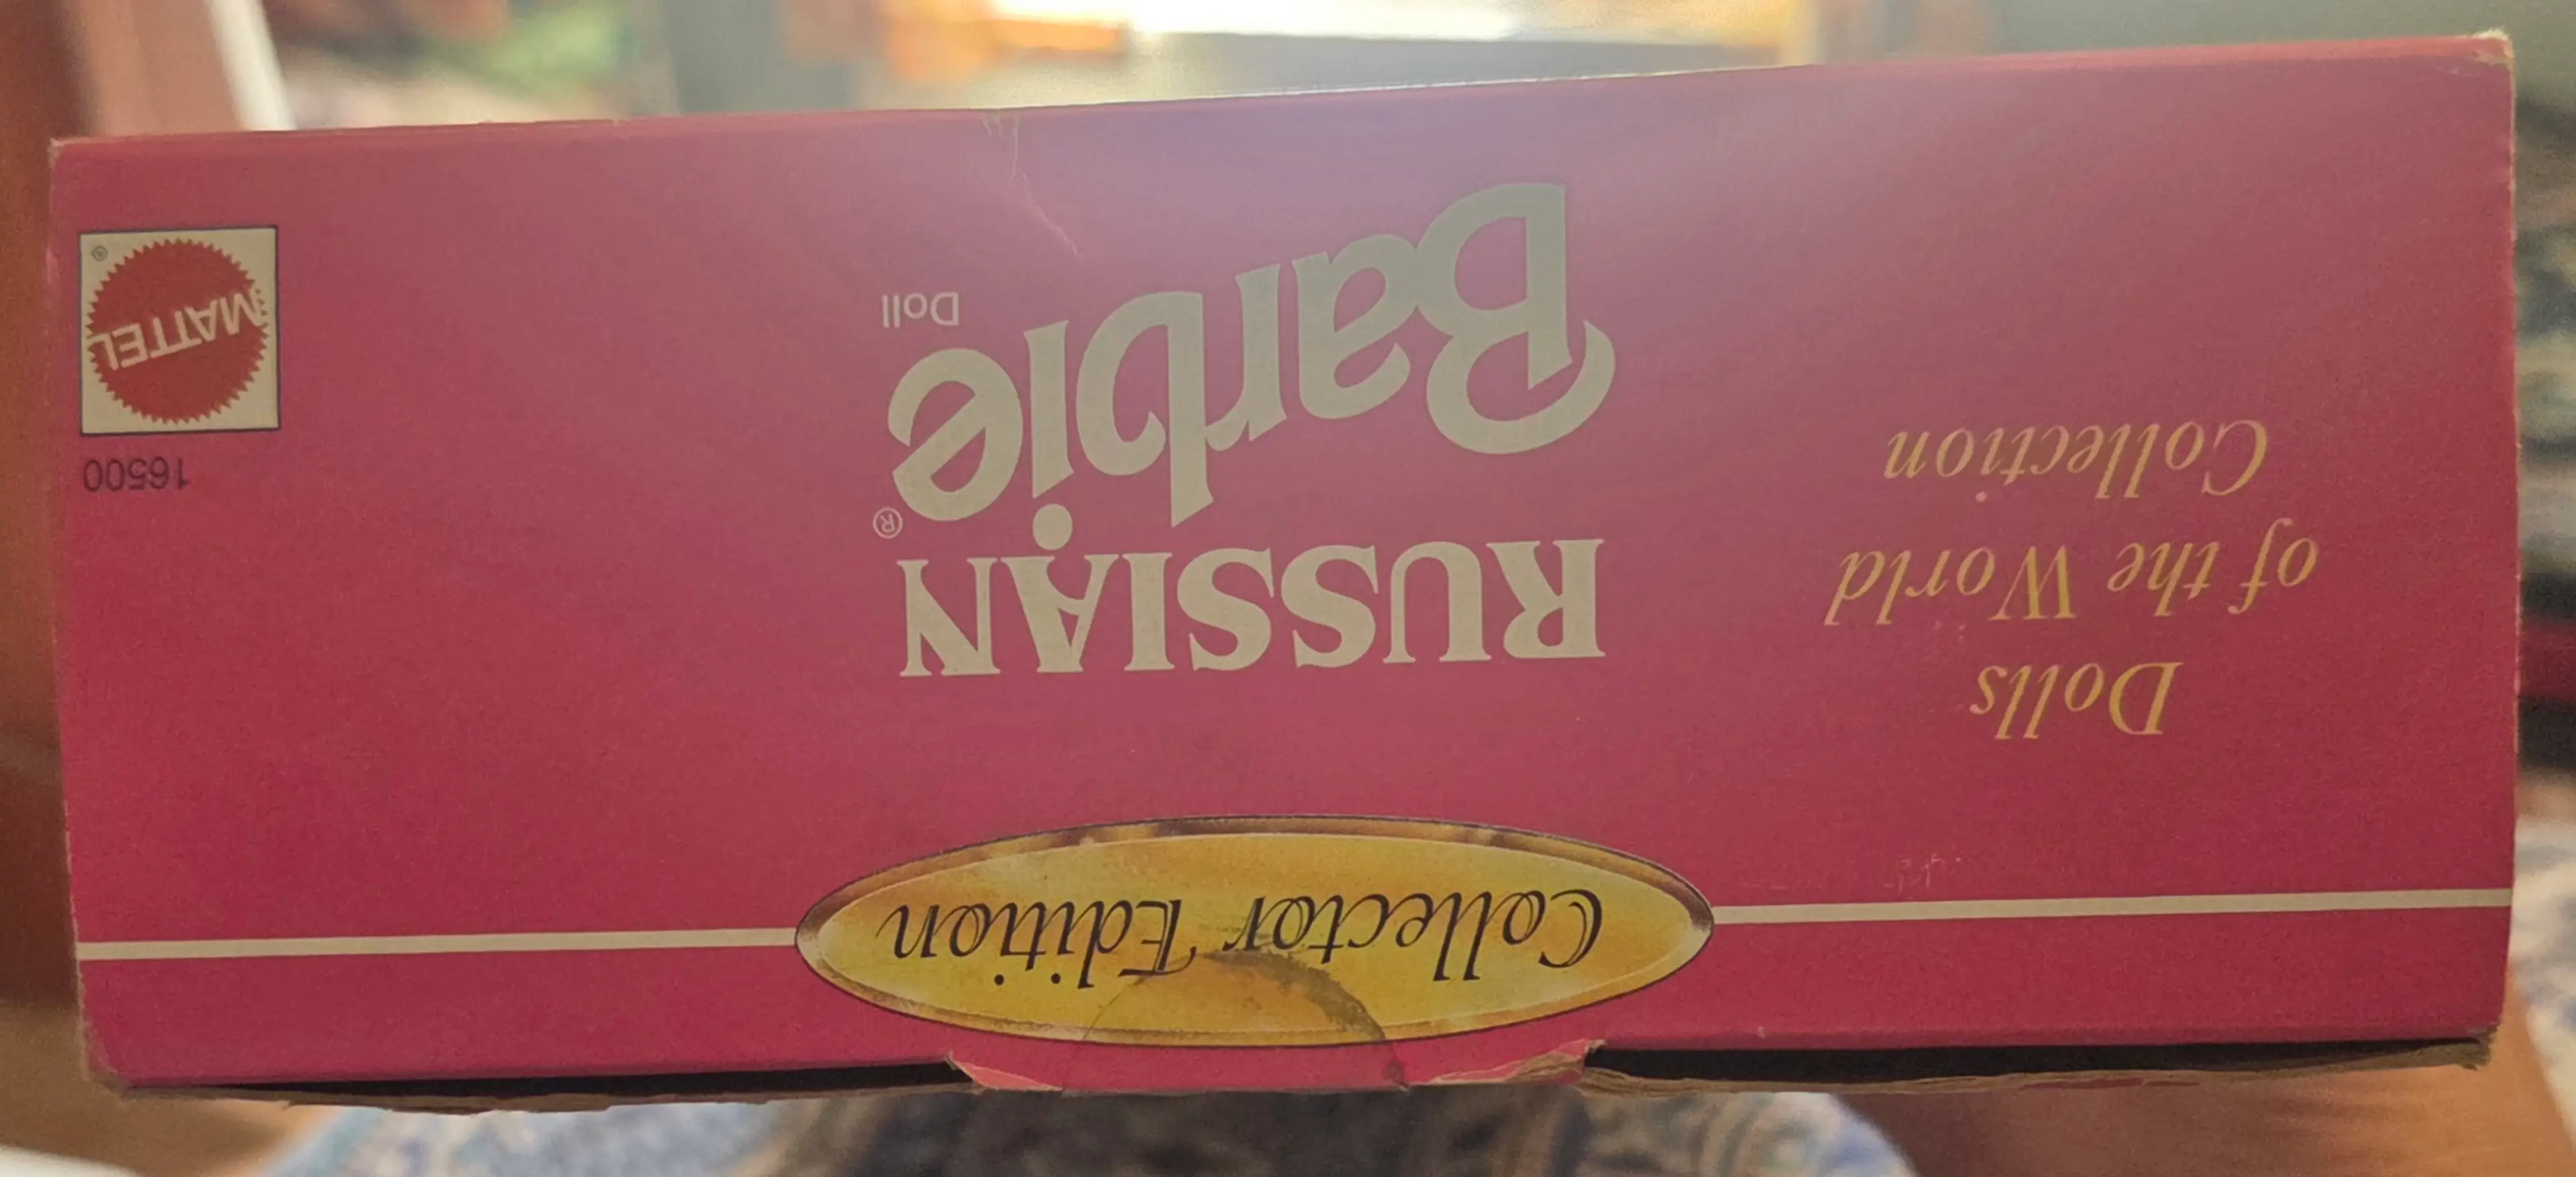 Collector Edition
Dolls
of the World
Collection
RUSSIAN
Barbie®
Doll
16500
MATTEL
®